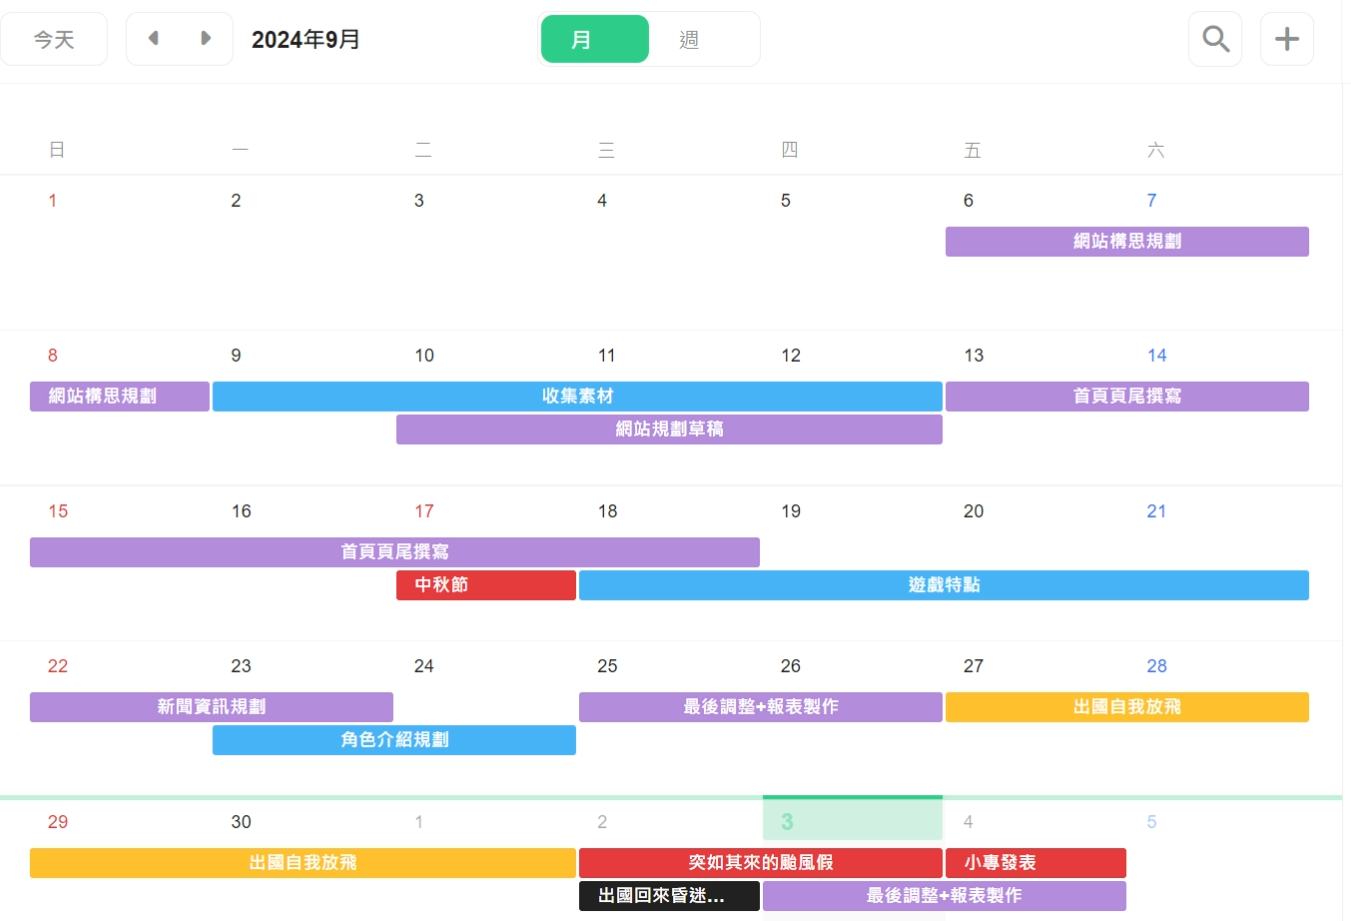 今天 2024年9月 月 週
日 一 二 三 四 五 六
1 2 3 4 5 6 7
網站構思規劃
8 9 10 11 12 13 14
網站構思規劃 收集素材 首頁頁尾撰寫
網站規劃草稿
15 16 17 18 19 20 21
首頁頁尾撰寫
中秋節 遊戲特點
22 23 24 25 26 27 28
新聞資訊規劃 最後調整+報表製作 出國自我放飛
角色介紹規劃
29 30 1 2 3 4 5
出國自我放飛 突如其來的颱風假 小專發表
出國回來昏迷... 最後調整+報表製作